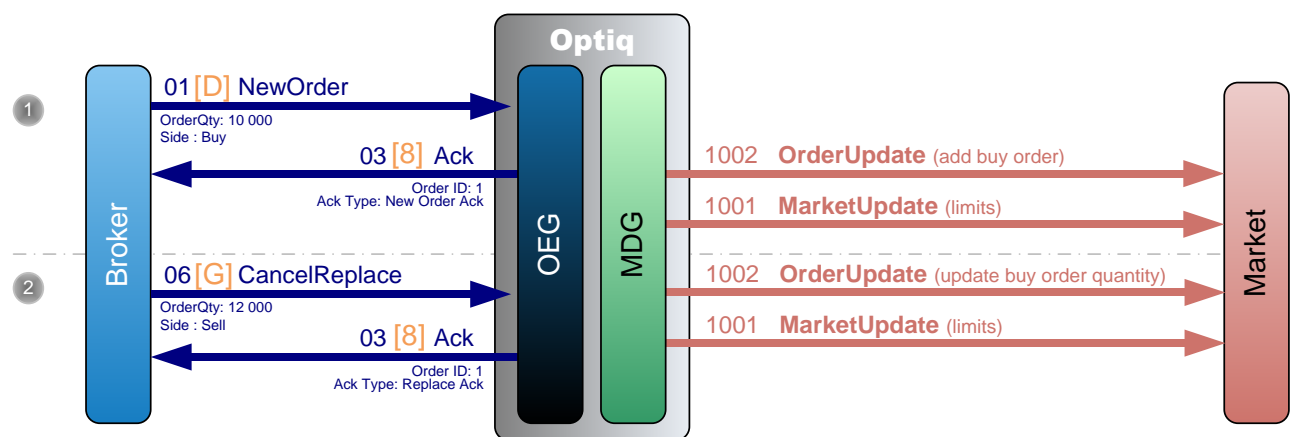 Optiq
Broker
OEG
MDG
Market
1
01 [D] NewOrder
OrderQty: 10 000
Side : Buy
03 [8] Ack
Order ID: 1
Ack Type: New Order Ack
1002 OrderUpdate (add buy order)
1001 MarketUpdate (limits)
2
06 [G] CancelReplace
OrderQty: 12 000
Side : Sell
03 [8] Ack
Order ID: 1
Ack Type: Replace Ack
1002 OrderUpdate (update buy order quantity)
1001 MarketUpdate (limits)